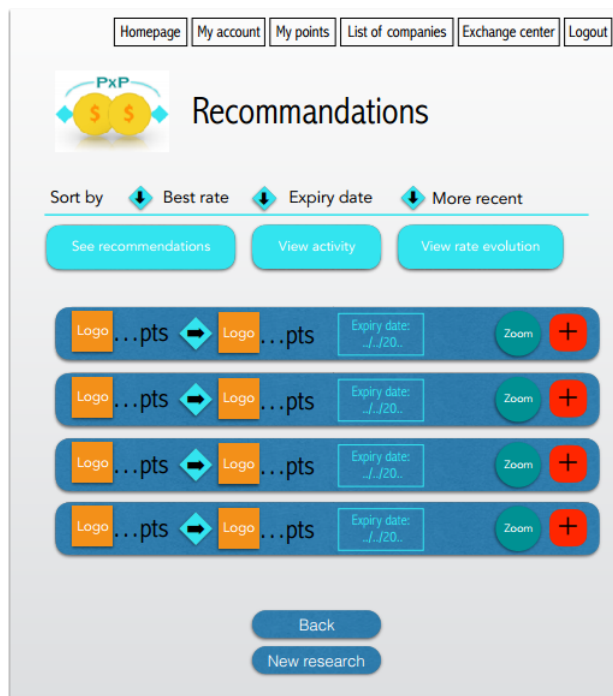 Homepage My account My points List of companies Exchange center Logout
PxP
$ $
Recommandations
Sort by Best rate Expiry date More recent
See recommendations View activity View rate evolution
Logo ...pts Logo ...pts Expiry date: Zoom +
../../20..
Logo ...pts Logo ...pts Expiry date: Zoom +
../../20..
Logo ...pts Logo ...pts Expiry date: Zoom +
../../20..
Logo ...pts Logo ...pts Expiry date: Zoom +
../../20..
Back
New research